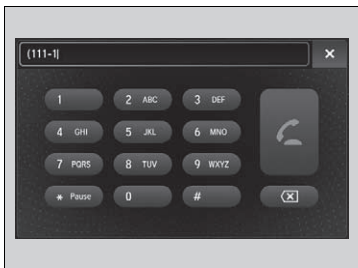 (111-1
1 2 ABC 3 DEF
4 GHI 5 JKL 6 MNO
7 PQRS 8 TUV 9 WXYZ
* Pause 0 #